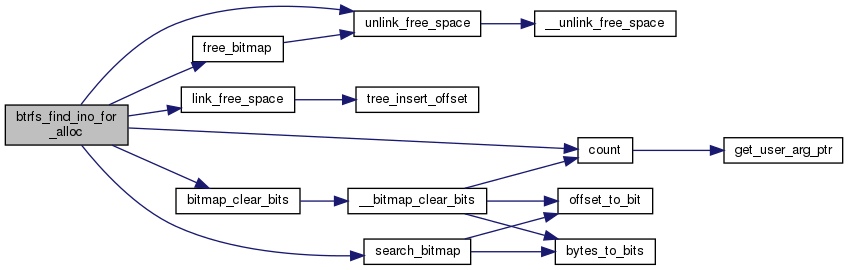 btrfs_find_ino_for
_alloc
unlink_free_space
__unlink_free_space
free_bitmap
link_free_space
tree_insert_offset
count
get_user_arg_ptr
bitmap_clear_bits
__bitmap_clear_bits
offset_to_bit
search_bitmap
bytes_to_bits